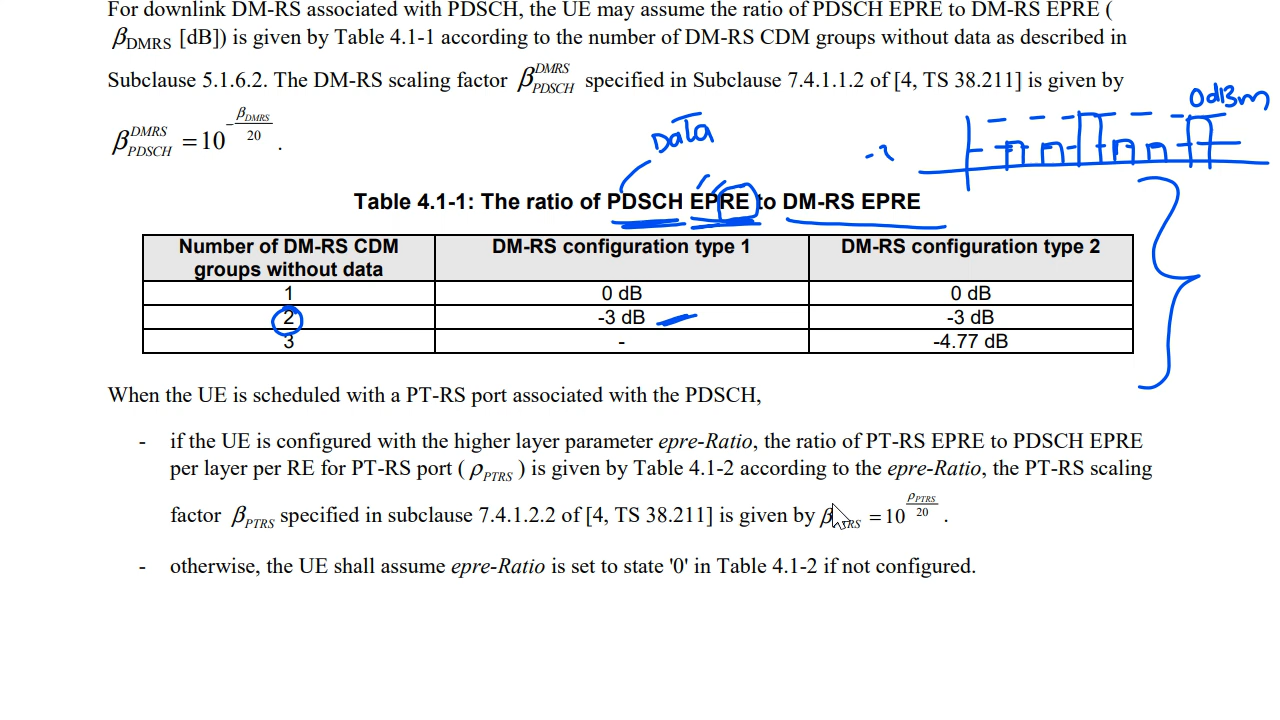 For downlink DM-RS associated with PDSCH, the UE may assume the ratio of PDSCH EPRE to DM-RS EPRE (
β_DMRS [dB]) is given by Table 4.1-1 according to the number of DM-RS CDM groups without data as described in
Subclause 5.1.6.2. The DM-RS scaling factor β_PDSCH^DMRS specified in Subclause 7.4.1.1.2 of [4, TS 38.211] is given by
0dBm
β_PDSCH^DMRS = 10^(-β_DMRS/20) .
Data
Table 4.1-1: The ratio of PDSCH EPRE to DM-RS EPRE
Number of DM-RS CDM groups without data | DM-RS configuration type 1 | DM-RS configuration type 2
1 | 0 dB | 0 dB
2 | -3 dB | -3 dB
3 | - | -4.77 dB
When the UE is scheduled with a PT-RS port associated with the PDSCH,
- if the UE is configured with the higher layer parameter epre-Ratio, the ratio of PT-RS EPRE to PDSCH EPRE
per layer per RE for PT-RS port ( ρ_PTRS ) is given by Table 4.1-2 according to the epre-Ratio, the PT-RS scaling
factor β_PTRS specified in subclause 7.4.1.2.2 of [4, TS 38.211] is given by β = 10^(ρ_PTRS/20) .
- otherwise, the UE shall assume epre-Ratio is set to state '0' in Table 4.1-2 if not configured.